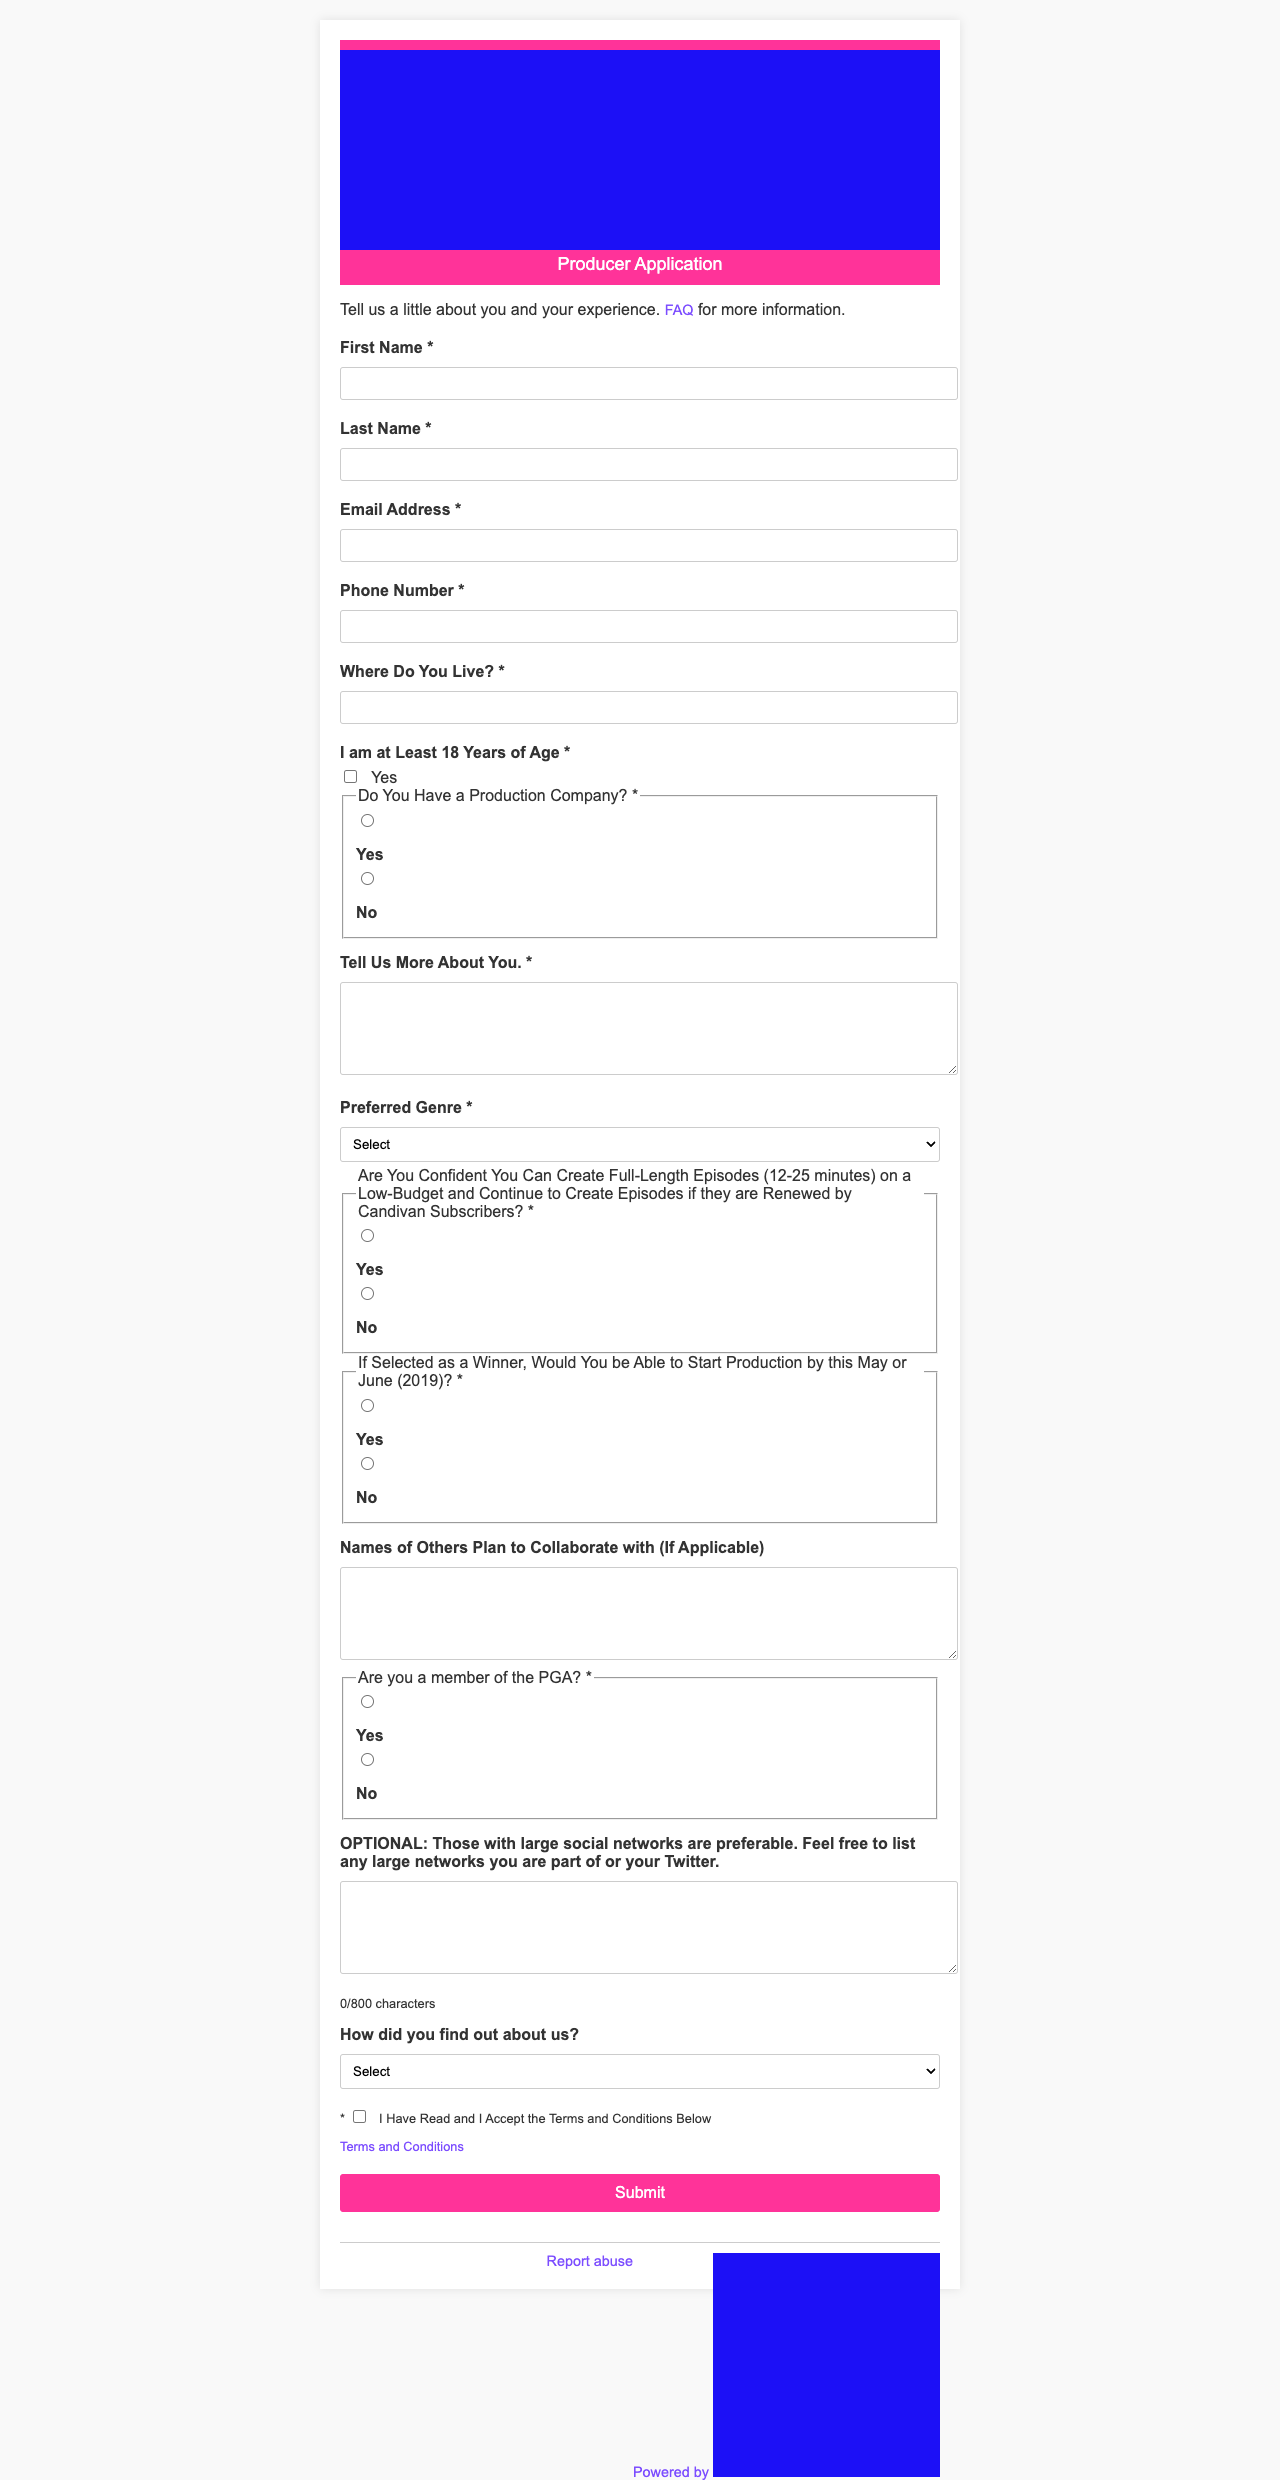 Producer Application
Tell us a little about you and your experience. FAQ for more information.
First Name *
Last Name *
Email Address *
Phone Number *
Where Do You Live? *
I am at Least 18 Years of Age *
Yes
Do You Have a Production Company? *
Yes
No
Tell Us More About You. *
Preferred Genre *
Select
Are You Confident You Can Create Full-Length Episodes (12-25 minutes) on a
Low-Budget and Continue to Create Episodes if they are Renewed by
Candivan Subscribers? *
Yes
No
If Selected as a Winner, Would You be Able to Start Production by this May or
June (2019)? *
Yes
No
Names of Others Plan to Collaborate with (If Applicable)
Are you a member of the PGA? *
Yes
No
OPTIONAL: Those with large social networks are preferable. Feel free to list
any large networks you are part of or your Twitter.
0/800 characters
How did you find out about us?
Select
* I Have Read and I Accept the Terms and Conditions Below
Terms and Conditions
Submit
Report abuse
Powered by